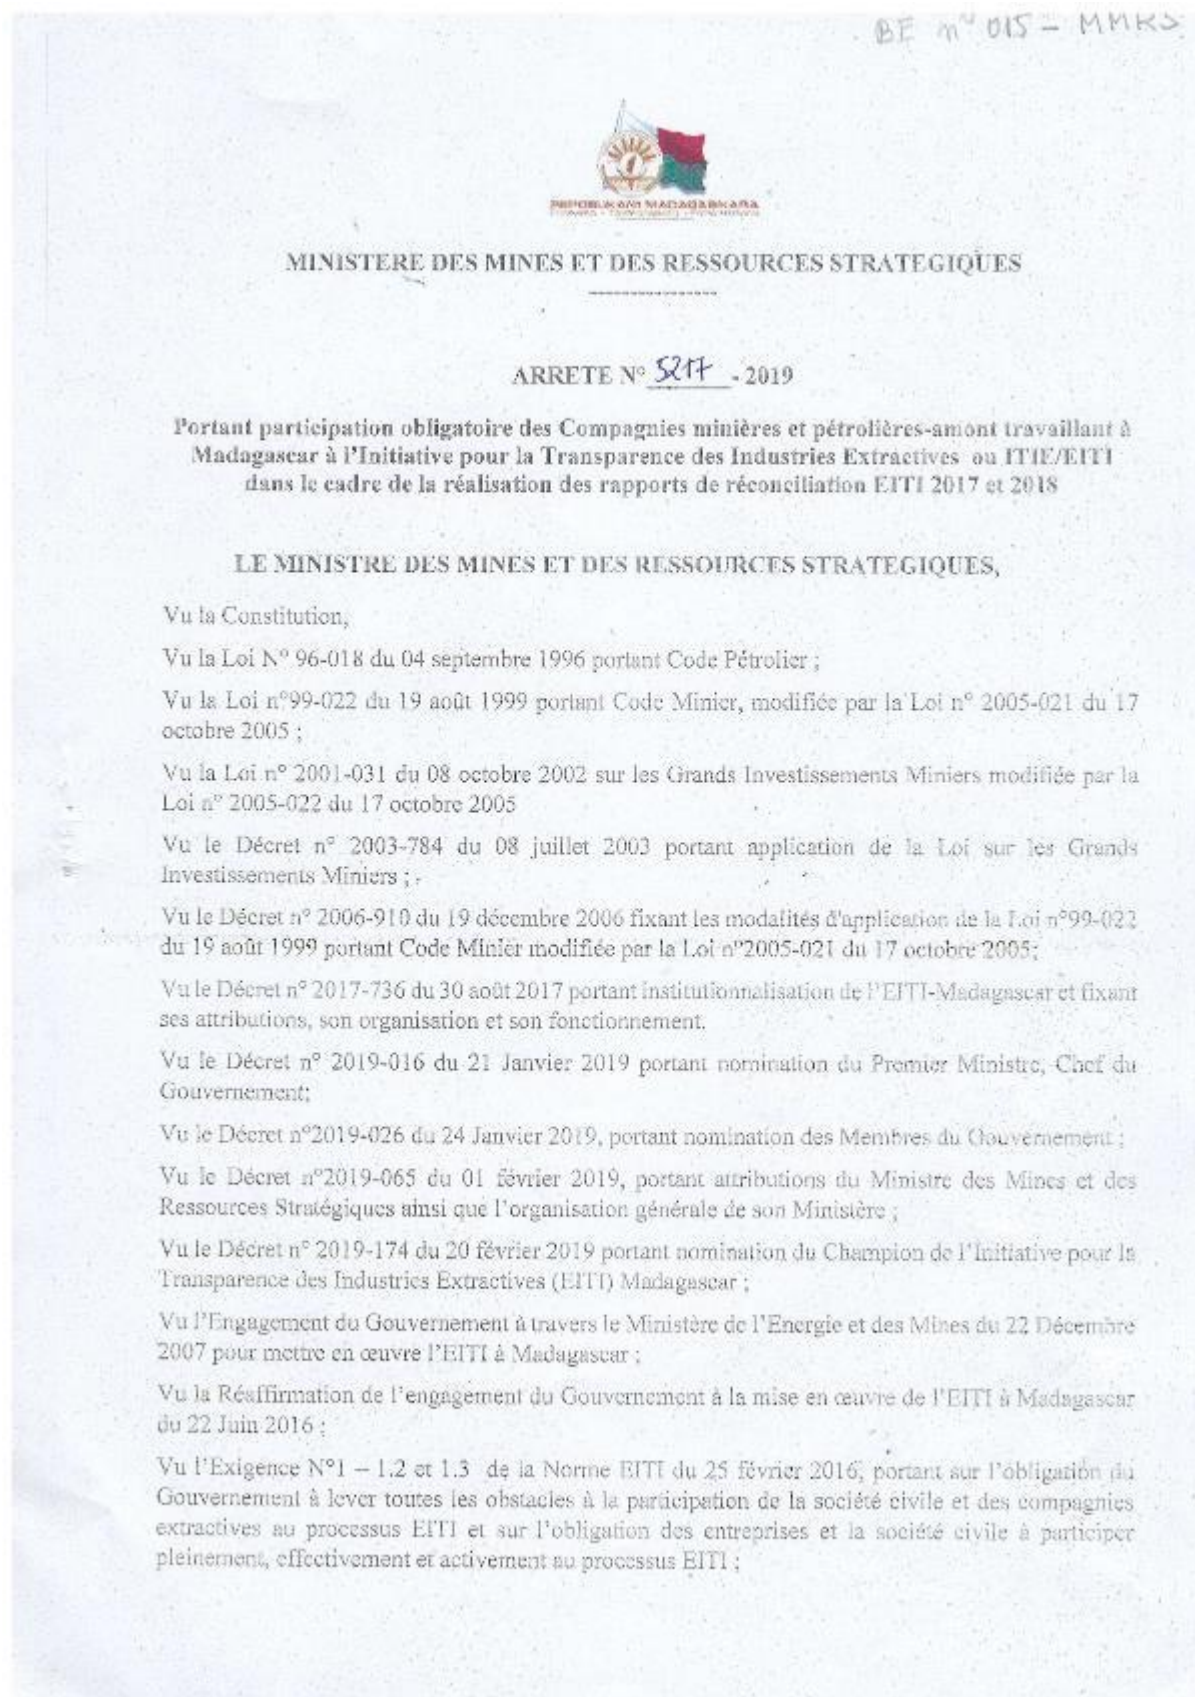 BE n° 015 - MMRS
REPOBLIKAN'I MADAGASIKARA
MINISTERE DES MINES ET DES RESSOURCES STRATEGIQUES
----------------
ARRETE N° 5217 - 2019
Portant participation obligatoire des Compagnies minières et pétrolières-amont travaillant à
Madagascar à l'Initiative pour la Transparence des Industries Extractives ou ITIE/EITI
dans le cadre de la réalisation des rapports de réconciliation EITI 2017 et 2018
LE MINISTRE DES MINES ET DES RESSOURCES STRATEGIQUES,
Vu la Constitution,
Vu la Loi N° 96-018 du 04 septembre 1996 portant Code Pétrolier ;
Vu la Loi n°99-022 du 19 août 1999 portant Code Minier, modifiée par la Loi n° 2005-021 du 17
octobre 2005 ;
Vu la Loi n° 2001-031 du 08 octobre 2002 sur les Grands Investissements Miniers modifiée par la
Loi n° 2005-022 du 17 octobre 2005
Vu le Décret n° 2003-784 du 08 juillet 2003 portant application de la Loi sur les Grands
Investissements Miniers ;
Vu le Décret n° 2006-910 du 19 décembre 2006 fixant les modalités d'application de la Loi n°99-022
du 19 août 1999 portant Code Minier modifiée par la Loi n°2005-021 du 17 octobre 2005;
Vu le Décret n° 2017-736 du 30 août 2017 portant institutionnalisation de l'EITI-Madagascar et fixant
ses attributions, son organisation et son fonctionnement.
Vu le Décret n° 2019-016 du 21 Janvier 2019 portant nomination du Premier Ministre, Chef du
Gouvernement;
Vu le Décret n°2019-026 du 24 Janvier 2019, portant nomination des Membres du Gouvernement ;
Vu le Décret n°2019-065 du 01 février 2019, portant attributions du Ministre des Mines et des
Ressources Stratégiques ainsi que l'organisation générale de son Ministère ;
Vu le Décret n° 2019-174 du 20 février 2019 portant nomination du Champion de l'Initiative pour la
Transparence des Industries Extractives (EITI) Madagascar ;
Vu l'Engagement du Gouvernement à travers le Ministère de l'Energie et des Mines du 22 Décembre
2007 pour mettre en œuvre l'EITI à Madagascar ;
Vu la Réaffirmation de l'engagement du Gouvernement à la mise en œuvre de l'EITI à Madagascar
du 22 Juin 2016 ;
Vu l'Exigence N°1 – 1.2 et 1.3 de la Norme EITI du 25 février 2016, portant sur l'obligation du
Gouvernement à lever toutes les obstacles à la participation de la société civile et des compagnies
extractives au processus EITI et sur l'obligation des entreprises et la société civile à participer
pleinement, effectivement et activement au processus EITI ;